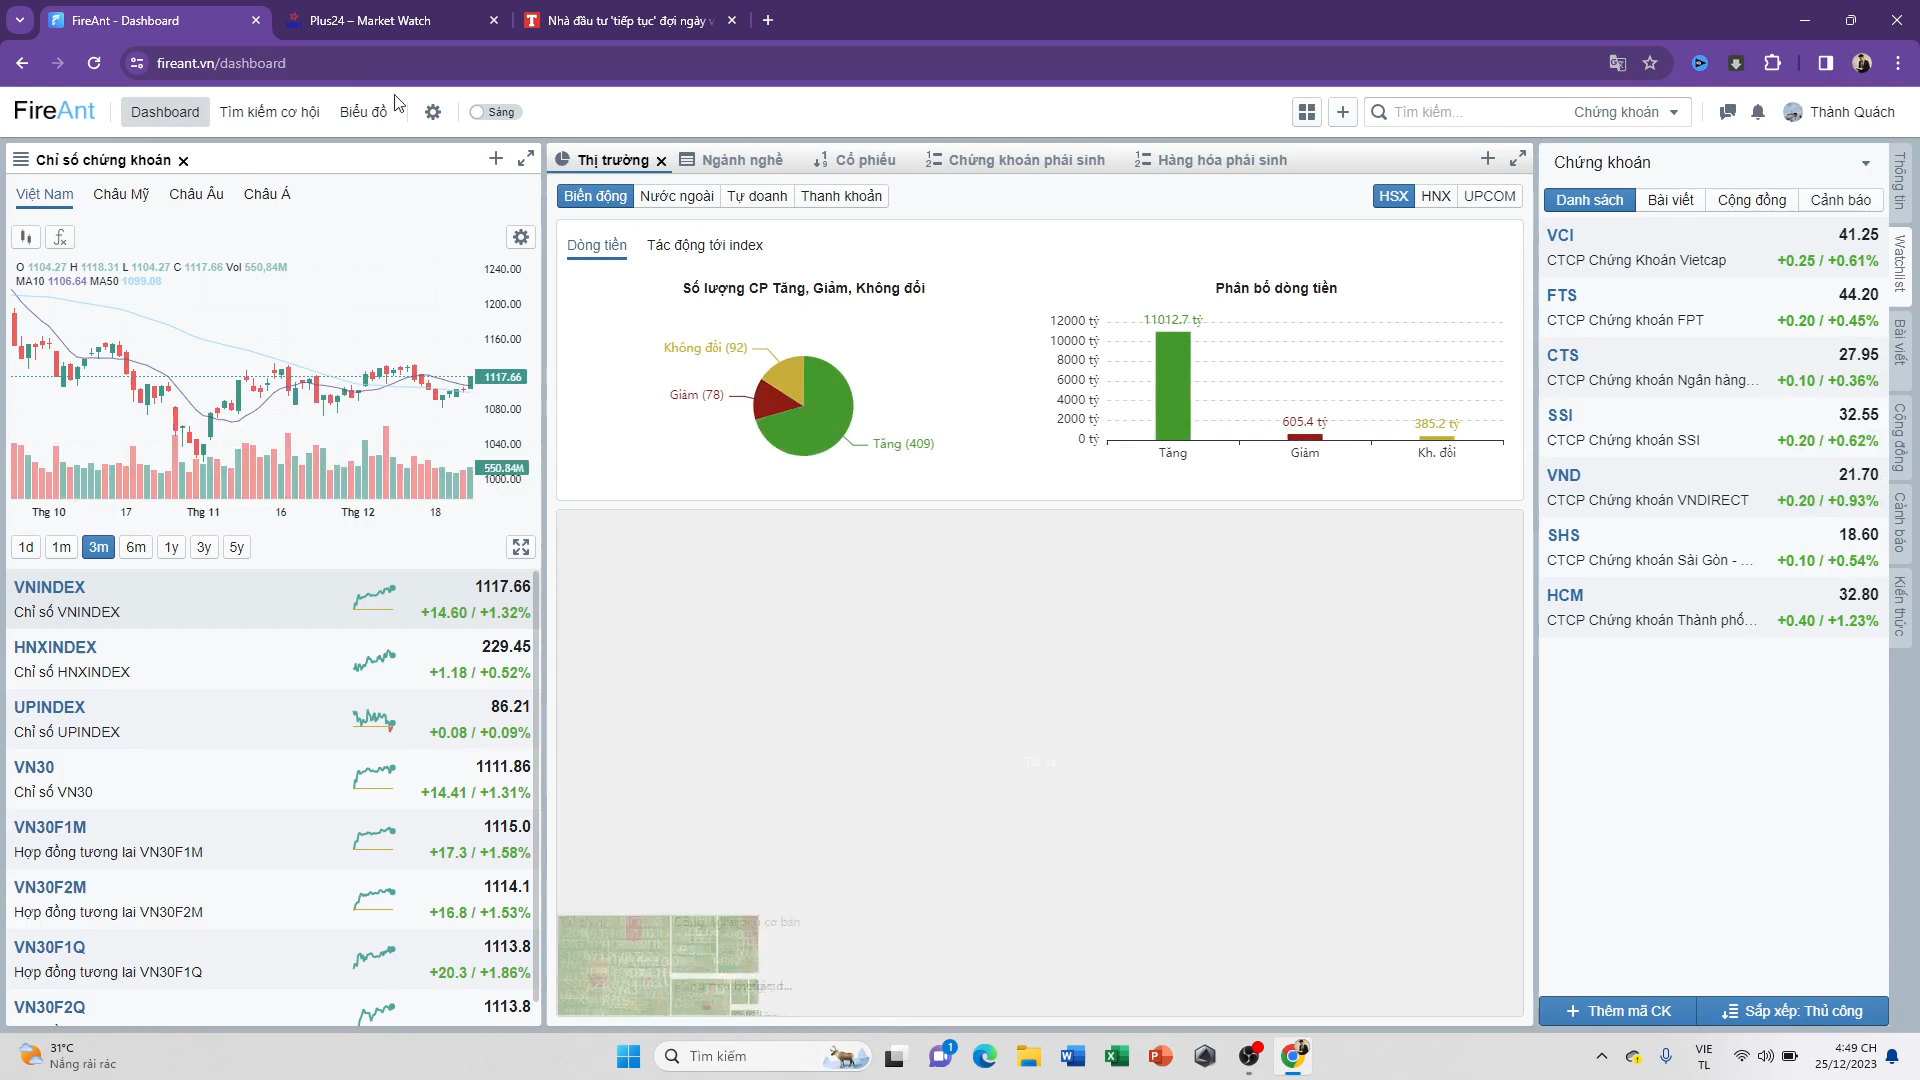 FireAnt - Dashboard
Plus24 – Market Watch
Nhà đầu tư 'tiếp tục' đợi ngày v
fireant.vn/dashboard
FireAnt
Dashboard
Tìm kiếm cơ hội
Biểu đồ
Sáng
Tìm kiếm...
Chứng khoán
Thành Quách
Chỉ số chứng khoán
Việt Nam
Châu Mỹ
Châu Âu
Châu Á
O 1104.27 H 1118.31 L 1104.27 C 1117.66 Vol 550,84M
MA10 1106.64 MA50 1099.08
1240.00
1200.00
1160.00
1117.66
1080.00
1040.00
550.84M
1000.00
Thg 10
17
Thg 11
16
Thg 12
18
1d
1m
3m
6m
1y
3y
5y
VNINDEX
1117.66
Chỉ số VNINDEX
+14.60 / +1.32%
HNXINDEX
229.45
Chỉ số HNXINDEX
+1.18 / +0.52%
UPINDEX
86.21
Chỉ số UPINDEX
+0.08 / +0.09%
VN30
1111.86
Chỉ số VN30
+14.41 / +1.31%
VN30F1M
1115.0
Hợp đồng tương lai VN30F1M
+17.3 / +1.58%
VN30F2M
1114.1
Hợp đồng tương lai VN30F2M
+16.8 / +1.53%
VN30F1Q
1113.8
Hợp đồng tương lai VN30F1Q
+20.3 / +1.86%
VN30F2Q
1113.8
Thị trường
Ngành nghề
Cổ phiếu
Chứng khoán phái sinh
Hàng hóa phái sinh
Biến động
Nước ngoài
Tự doanh
Thanh khoản
HSX
HNX
UPCOM
Dòng tiền
Tác động tới index
Số lượng CP Tăng, Giảm, Không đổi
Không đổi (92)
Giảm (78)
Tăng (409)
Phân bổ dòng tiền
12000 tỷ
10000 tỷ
8000 tỷ
6000 tỷ
4000 tỷ
2000 tỷ
0 tỷ
11012.7 tỷ
605.4 tỷ
385.2 tỷ
Tăng
Giảm
Kh. đổi
Tất cả
Chứng khoán
Danh sách
Bài viết
Cộng đồng
Cảnh báo
VCI
41.25
CTCP Chứng Khoán Vietcap
+0.25 / +0.61%
FTS
44.20
CTCP Chứng khoán FPT
+0.20 / +0.45%
CTS
27.95
CTCP Chứng khoán Ngân hàng...
+0.10 / +0.36%
SSI
32.55
CTCP Chứng khoán SSI
+0.20 / +0.62%
VND
21.70
CTCP Chứng khoán VNDIRECT
+0.20 / +0.93%
SHS
18.60
CTCP Chứng khoán Sài Gòn - ...
+0.10 / +0.54%
HCM
32.80
CTCP Chứng khoán Thành phố...
+0.40 / +1.23%
Thêm mã CK
Sắp xếp: Thủ công
Thông tin
Watchlist
Bài viết
Cộng đồng
Cảnh báo
Kiến thức
31°C
Nắng rải rác
Tìm kiếm
1
VIE
TL
4:49 CH
25/12/2023